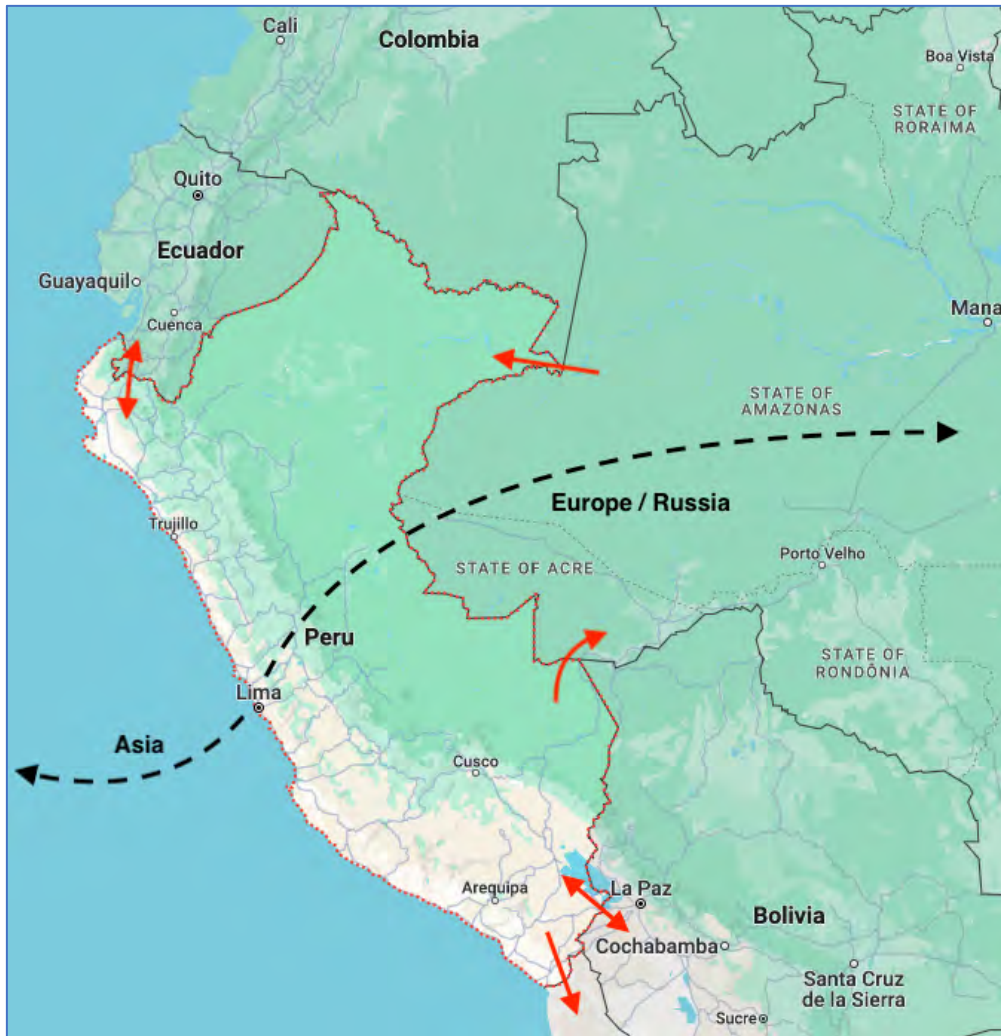 Cali
Colombia
Boa Vista
STATE OF
RORAIMA
Quito
Ecuador
Guayaquil
Cuenca
Mana
STATE OF
AMAZONAS
Europe / Russia
Trujillo
Porto Velho
STATE OF ACRE
Peru
STATE OF
RONDÔNIA
Lima
Asia
Cusco
Arequipa
La Paz
Bolivia
Cochabamba
Santa Cruz
de la Sierra
Sucre